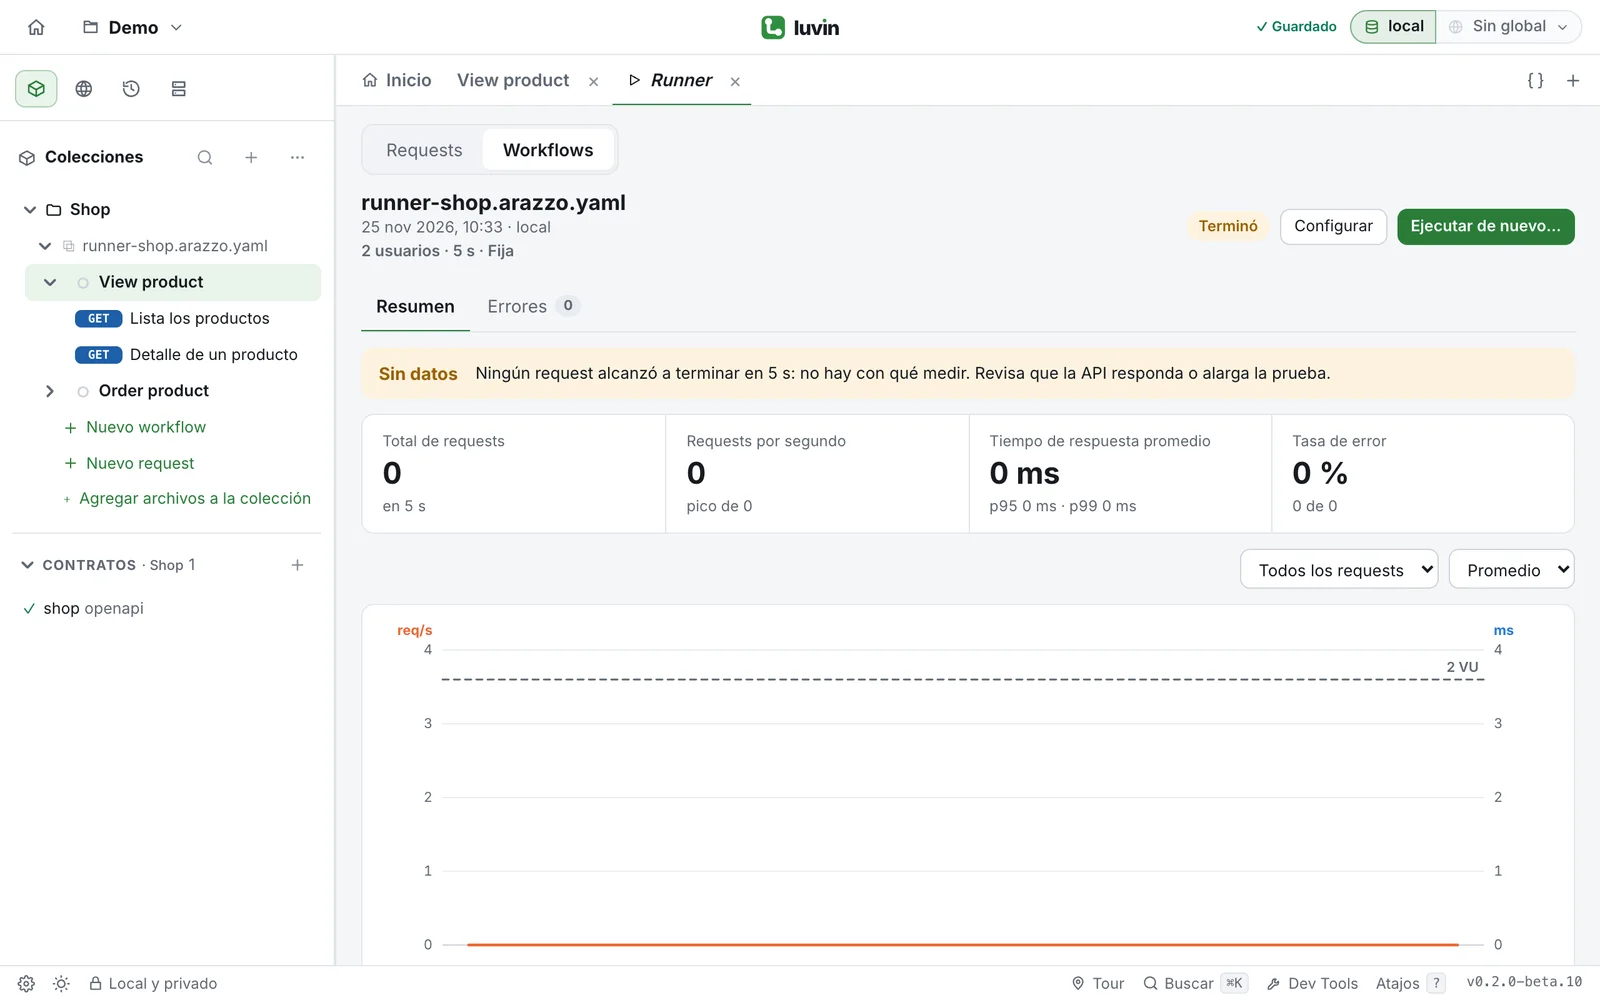 Demo
luvin
Guardado
local
Sin global
Inicio
View product
Runner
{}
Colecciones
Shop
runner-shop.arazzo.yaml
View product
GET Lista los productos
GET Detalle de un producto
Order product
+ Nuevo workflow
+ Nuevo request
+ Agregar archivos a la colección
CONTRATOS · Shop 1
shop openapi
Requests
Workflows
runner-shop.arazzo.yaml
25 nov 2026, 10:33 · local
2 usuarios · 5 s · Fija
Terminó
Configurar
Ejecutar de nuevo...
Resumen
Errores 0
Sin datos Ningún request alcanzó a terminar en 5 s: no hay con qué medir. Revisa que la API responda o alarga la prueba.
Total de requests
0
en 5 s
Requests por segundo
0
pico de 0
Tiempo de respuesta promedio
0 ms
p95 0 ms · p99 0 ms
Tasa de error
0 %
0 de 0
Todos los requests
Promedio
req/s
ms
4
4
2 VU
3
3
2
2
1
1
0
0
Local y privado
Tour
Buscar ⌘K
Dev Tools
Atajos ?
v0.2.0-beta.10